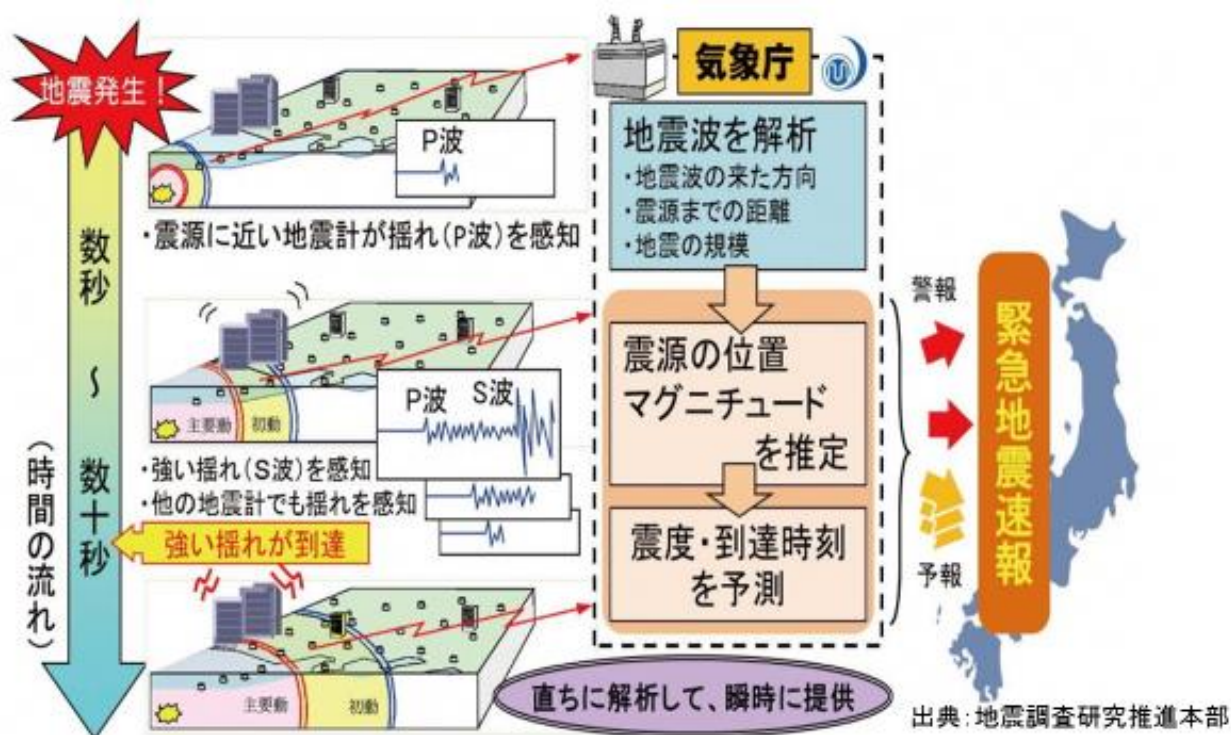 地震発生!
数秒
~
数十秒
(時間の流れ)
P波
・震源に近い地震計が揺れ(P波)を感知
P波
S波
主要動
初動
・強い揺れ(S波)を感知
・他の地震計でも揺れを感知
強い揺れが到達
主要動
初動
気象庁
地震波を解析
・地震波の来た方向
・震源までの距離
・地震の規模
震源の位置
マグニチュード
を推定
震度・到達時刻
を予測
直ちに解析して、瞬時に提供
警報
予報
緊急地震速報
出典:地震調査研究推進本部